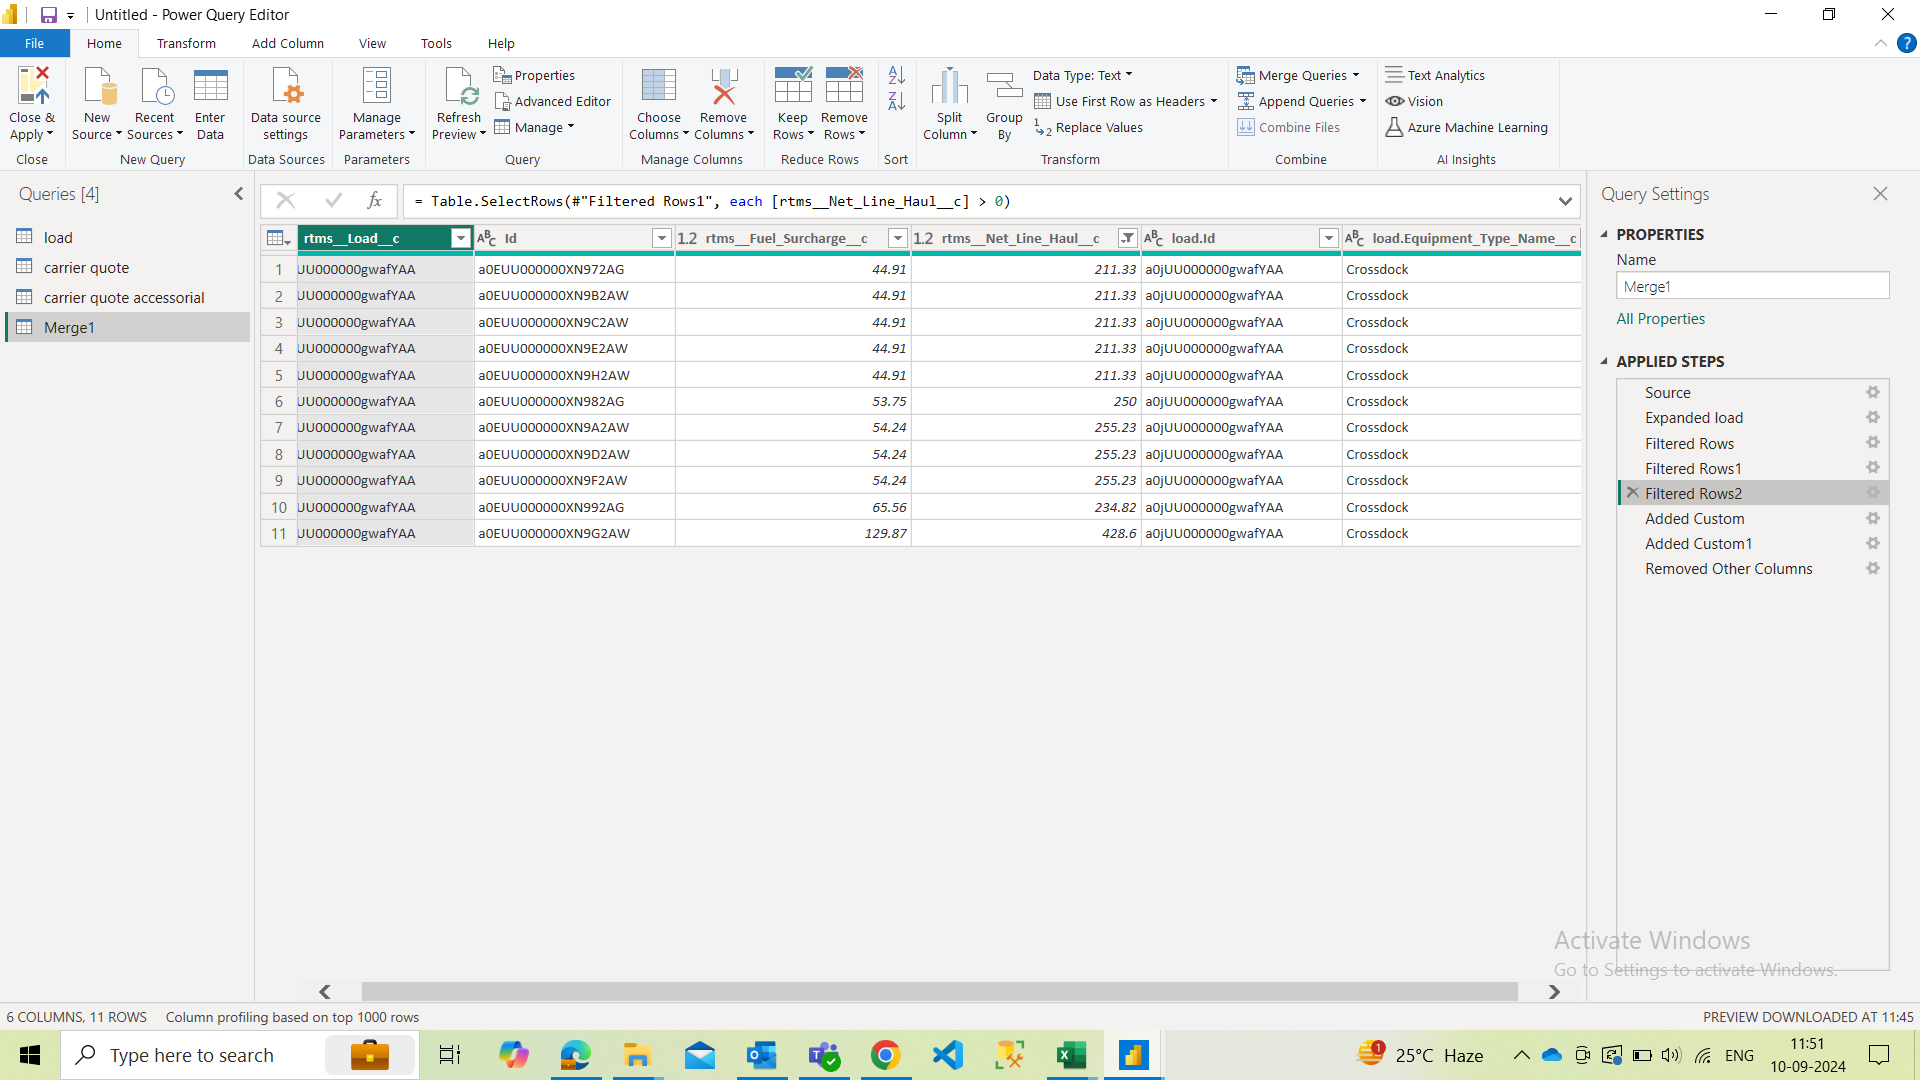 Untitled - Power Query Editor
File Home Transform Add Column View Tools Help
Close & Apply
New Source
Recent Sources
Enter Data
Data source settings
Manage Parameters
Refresh Preview
Properties
Advanced Editor
Manage
Choose Columns
Remove Columns
Keep Rows
Remove Rows
Split Column
Group By
Data Type: Text
Use First Row as Headers
Replace Values
Merge Queries
Append Queries
Combine Files
Text Analytics
Vision
Azure Machine Learning
Close New Query Data Sources Parameters Query Manage Columns Reduce Rows Sort Transform Combine AI Insights
Queries [4]
load
carrier quote
carrier quote accessorial
Merge1
fx = Table.SelectRows(#"Filtered Rows1", each [rtms__Net_Line_Haul__c] > 0)
rtms__Load__c ABC Id 1.2 rtms__Fuel_Surcharge__c 1.2 rtms__Net_Line_Haul__c ABC load.Id ABC load.Equipment_Type_Name__c
1 UU000000gwafYAA a0EUU000000XN972AG 44.91 211.33 a0jUU000000gwafYAA Crossdock
2 UU000000gwafYAA a0EUU000000XN9B2AW 44.91 211.33 a0jUU000000gwafYAA Crossdock
3 UU000000gwafYAA a0EUU000000XN9C2AW 44.91 211.33 a0jUU000000gwafYAA Crossdock
4 UU000000gwafYAA a0EUU000000XN9E2AW 44.91 211.33 a0jUU000000gwafYAA Crossdock
5 UU000000gwafYAA a0EUU000000XN9H2AW 44.91 211.33 a0jUU000000gwafYAA Crossdock
6 UU000000gwafYAA a0EUU000000XN982AG 53.75 250 a0jUU000000gwafYAA Crossdock
7 UU000000gwafYAA a0EUU000000XN9A2AW 54.24 255.23 a0jUU000000gwafYAA Crossdock
8 UU000000gwafYAA a0EUU000000XN9D2AW 54.24 255.23 a0jUU000000gwafYAA Crossdock
9 UU000000gwafYAA a0EUU000000XN9F2AW 54.24 255.23 a0jUU000000gwafYAA Crossdock
10 UU000000gwafYAA a0EUU000000XN992AG 65.56 234.82 a0jUU000000gwafYAA Crossdock
11 UU000000gwafYAA a0EUU000000XN9G2AW 129.87 428.6 a0jUU000000gwafYAA Crossdock
Query Settings
PROPERTIES
Name
Merge1
All Properties
APPLIED STEPS
Source
Expanded load
Filtered Rows
Filtered Rows1
Filtered Rows2
Added Custom
Added Custom1
Removed Other Columns
Activate Windows
Go to Settings to activate Windows.
6 COLUMNS, 11 ROWS Column profiling based on top 1000 rows PREVIEW DOWNLOADED AT 11:45
Type here to search
1 25°C Haze ENG
11:51
10-09-2024